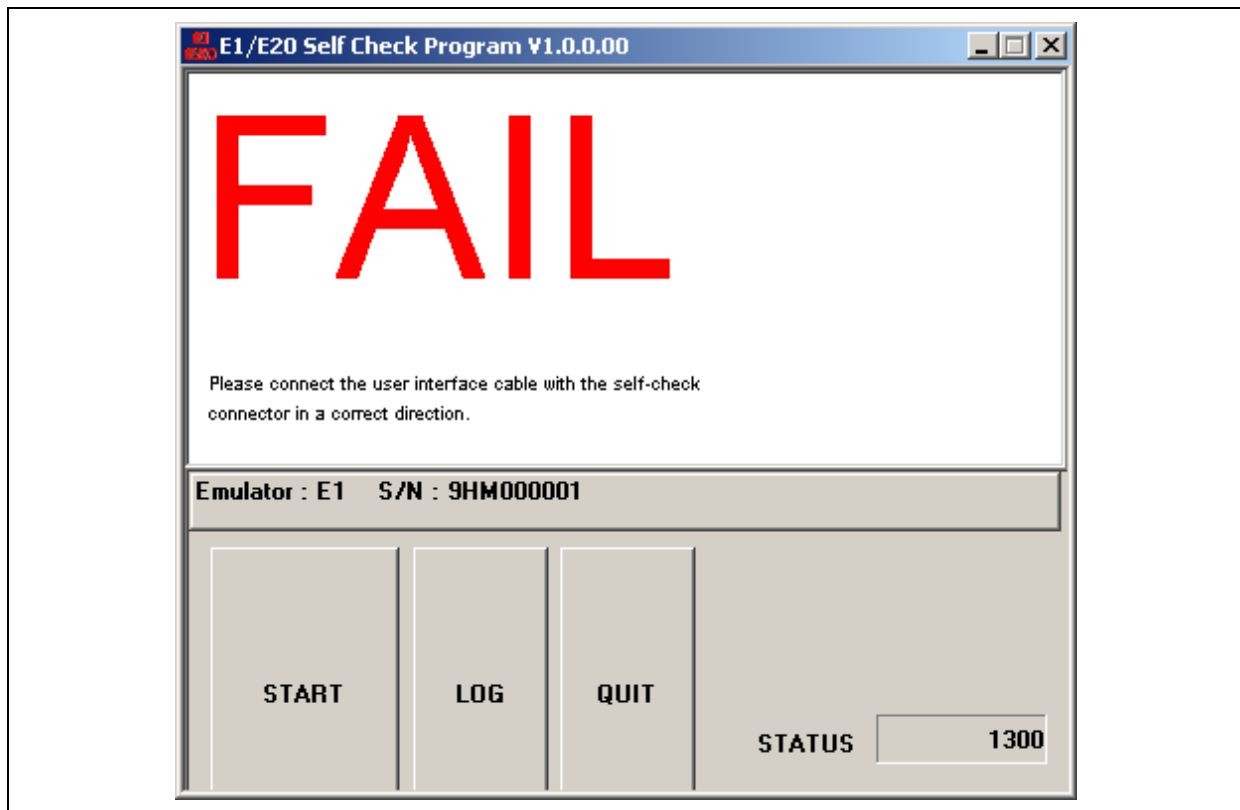 E1/E20 Self Check Program V1.0.0.00
FAIL
Please connect the user interface cable with the self-check
connector in a correct direction.
Emulator : E1 S/N : 9HM000001
START LOG QUIT
STATUS 1300